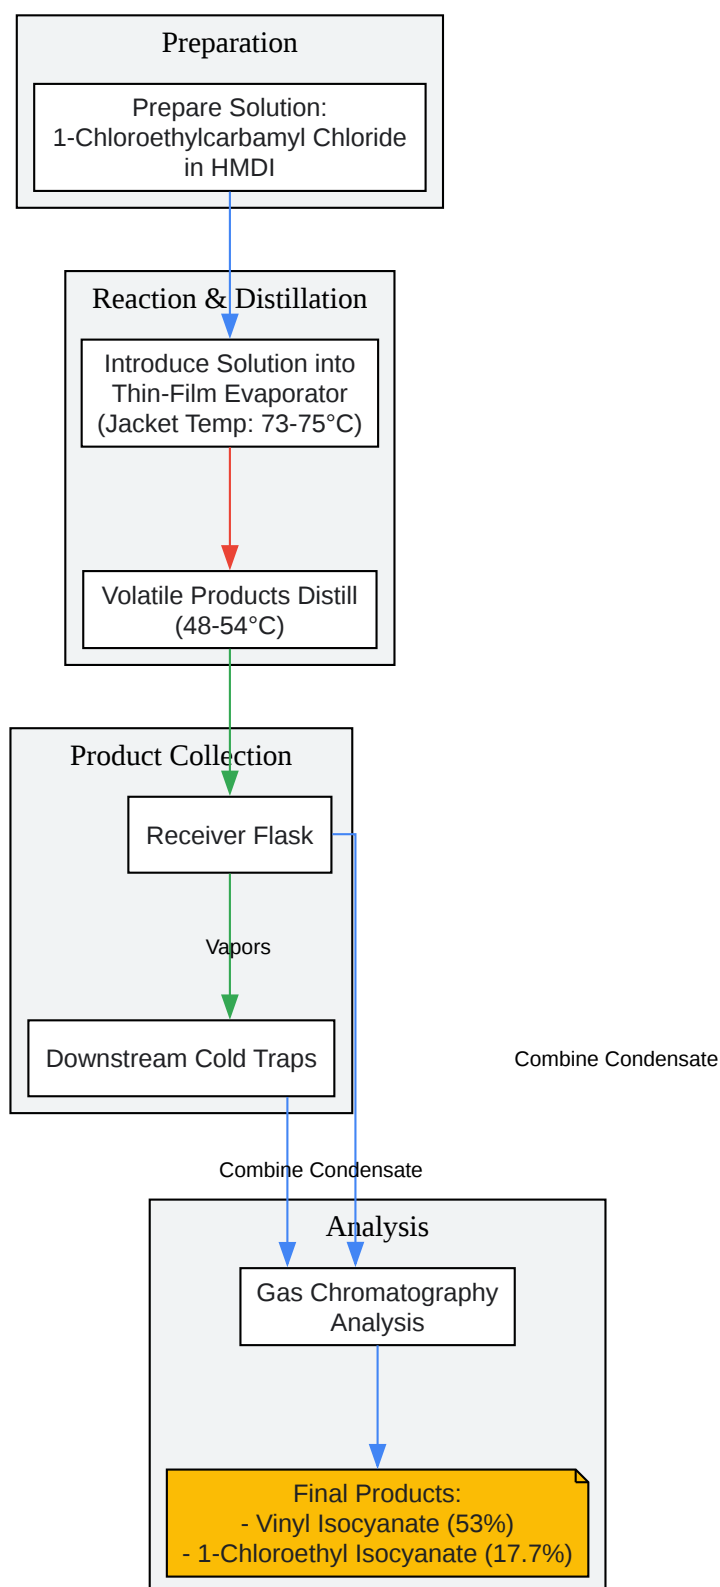 Preparation
Prepare Solution:
1-Chloroethylcarbamyl Chloride
in HMDI
Reaction & Distillation
Introduce Solution into
Thin-Film Evaporator
(Jacket Temp: 73-75°C)
Volatile Products Distill
(48-54°C)
Product Collection
Receiver Flask
Vapors
Downstream Cold Traps
Combine Condensate
Combine Condensate
Analysis
Gas Chromatography
Analysis
Final Products:
- Vinyl Isocyanate (53%)
- 1-Chloroethyl Isocyanate (17.7%)